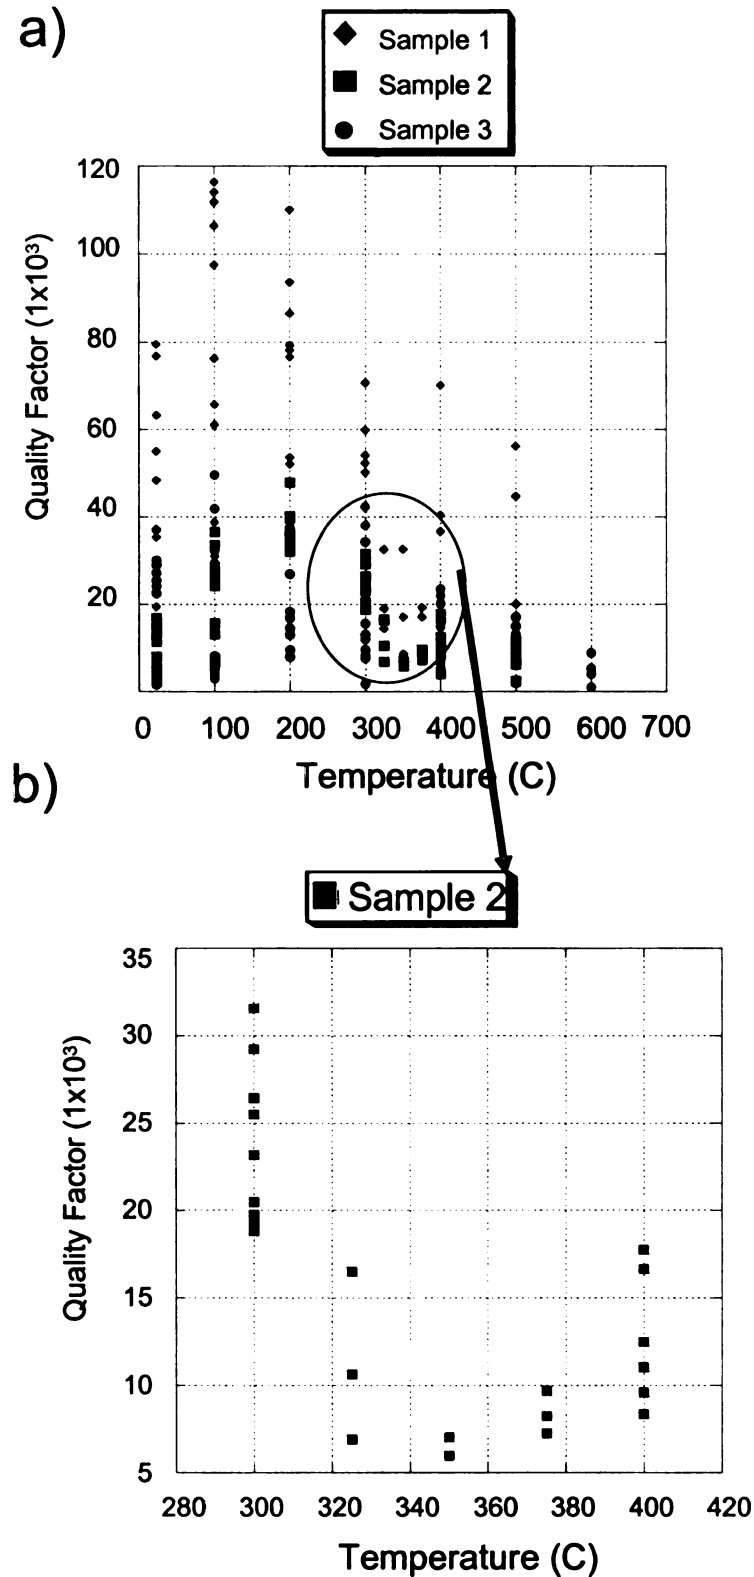 a)
Sample 1
Sample 2
Sample 3
120
100
80
60
40
20
Quality Factor (1x10³)
0 100 200 300 400 500 600 700
Temperature (C)
b)
Sample 2
35
30
25
20
15
10
5
Quality Factor (1x10³)
280 300 320 340 360 380 400 420
Temperature (C)